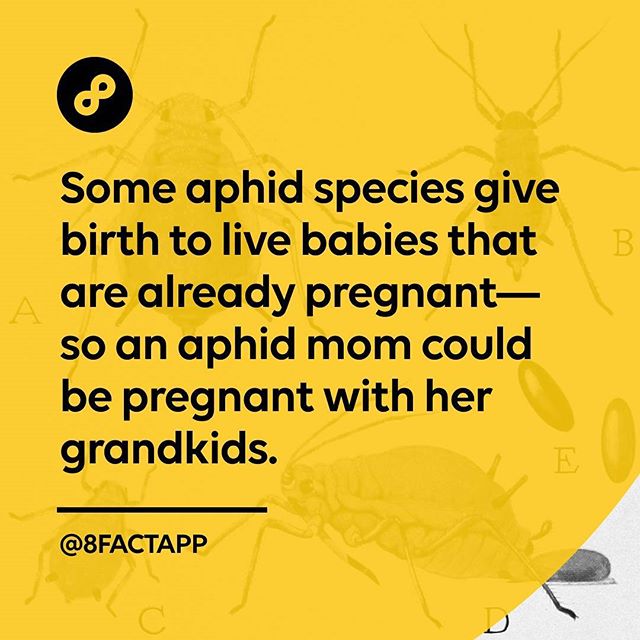 Some aphid species give
birth to live babies that
are already pregnant—
so an aphid mom could
be pregnant with her
grandkids.
@8FACTAPP
A
B
C
D
E